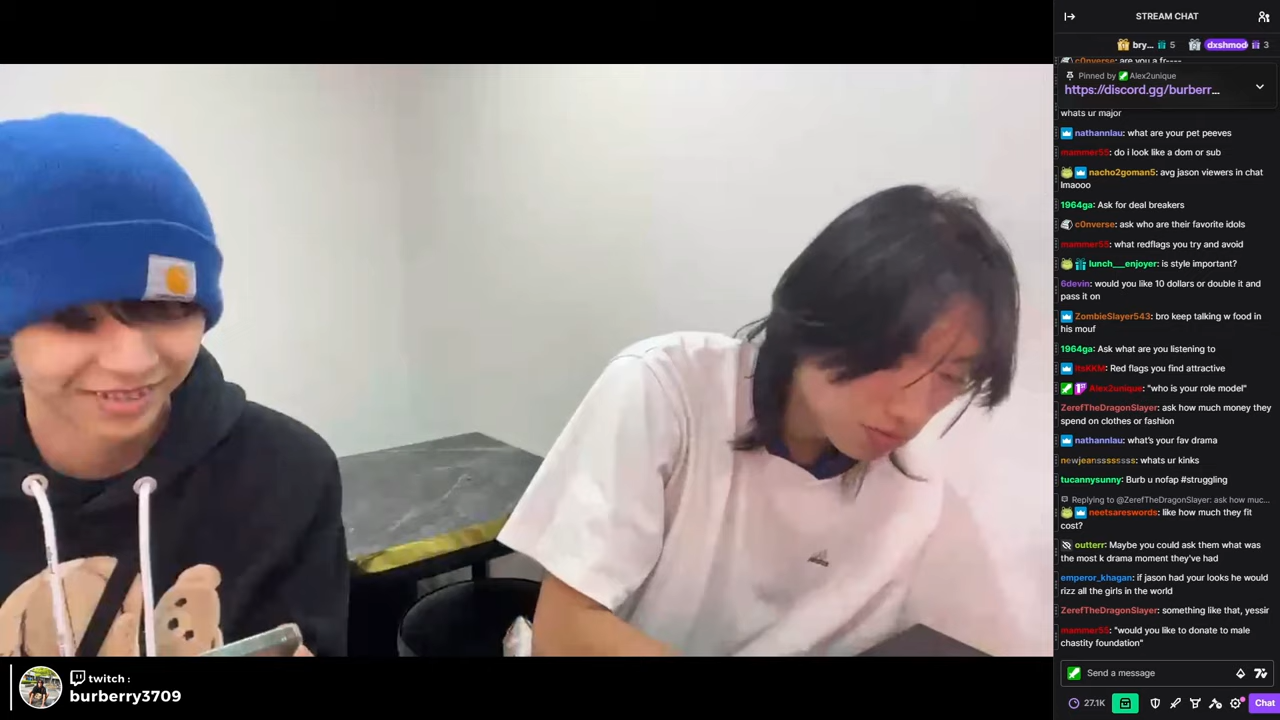 STREAM CHAT
bry... 5
dxshmod 3
Pinned by Alex2unique
https://discord.gg/burberr...
whats ur major
nathannlau: what are your pet peeves
mammer55: do i look like a dom or sub
nacho2goman5: avg jason viewers in chat
lmaooo
1964ga: Ask for deal breakers
c0nverse: ask who are their favorite idols
mammer55: what redflags you try and avoid
lunch__enjoyer: is style important?
6devin: would you like 10 dollars or double it and
pass it on
ZombieSlayer543: bro keep talking w food in
his mouf
1964ga: Ask what are you listening to
ItsKKM: Red flags you find attractive
Alex2unique: "who is your role model"
ZerefTheDragonSlayer: ask how much money they
spend on clothes or fashion
nathannlau: what's your fav drama
newjeanssssssss: whats ur kinks
tucannysunny: Burb u nofap #struggling
Replying to @ZerefTheDragonSlayer: ask how muc...
neetsareswords: like how much they fit
cost?
outterr: Maybe you could ask them what was
the most k drama moment they've had
emperor_khagan: if jason had your looks he would
rizz all the girls in the world
ZerefTheDragonSlayer: something like that, yessir
mammer55: "would you like to donate to male
chastity foundation"
Send a message
27.1K
Chat
twitch :
burberry3709